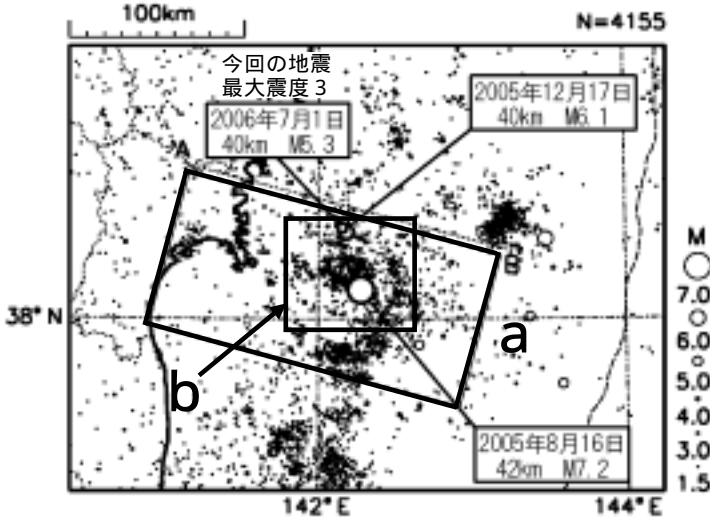 100km
N=4155
今回の地震
最大震度3
2006年7月1日
40km M5.3
2005年12月17日
40km M6.1
A
B
M
7.0
6.0
5.0
4.0
3.0
1.5
38°N
a
b
2005年8月16日
42km M7.2
142°E
144°E